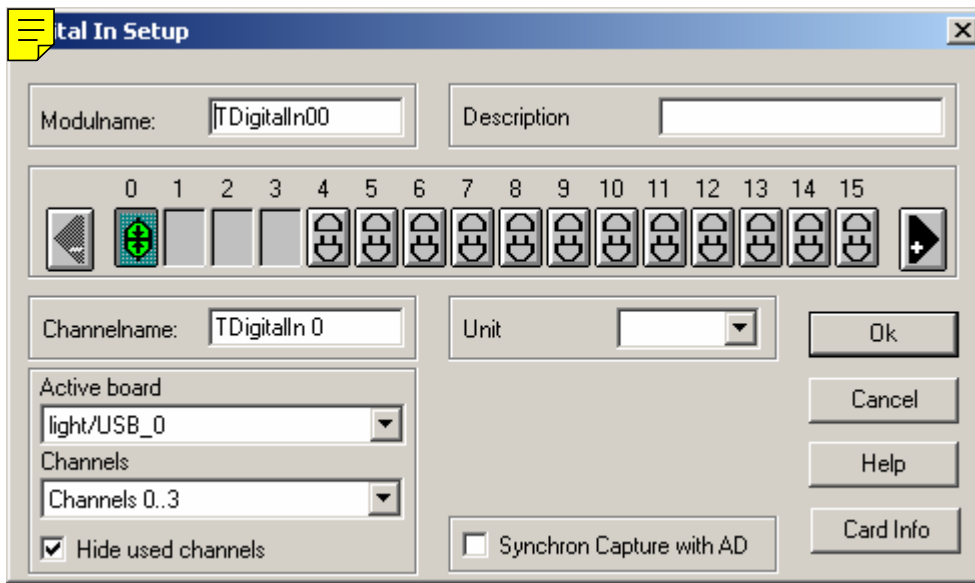 ital In Setup
Modulname: TDigitalIn00 Description
0 1 2 3 4 5 6 7 8 9 10 11 12 13 14 15
Channelname: TDigitalIn 0 Unit
Ok
Active board
light/USB_0
Cancel
Channels
Channels 0..3
Help
Hide used channels
Synchron Capture with AD
Card Info